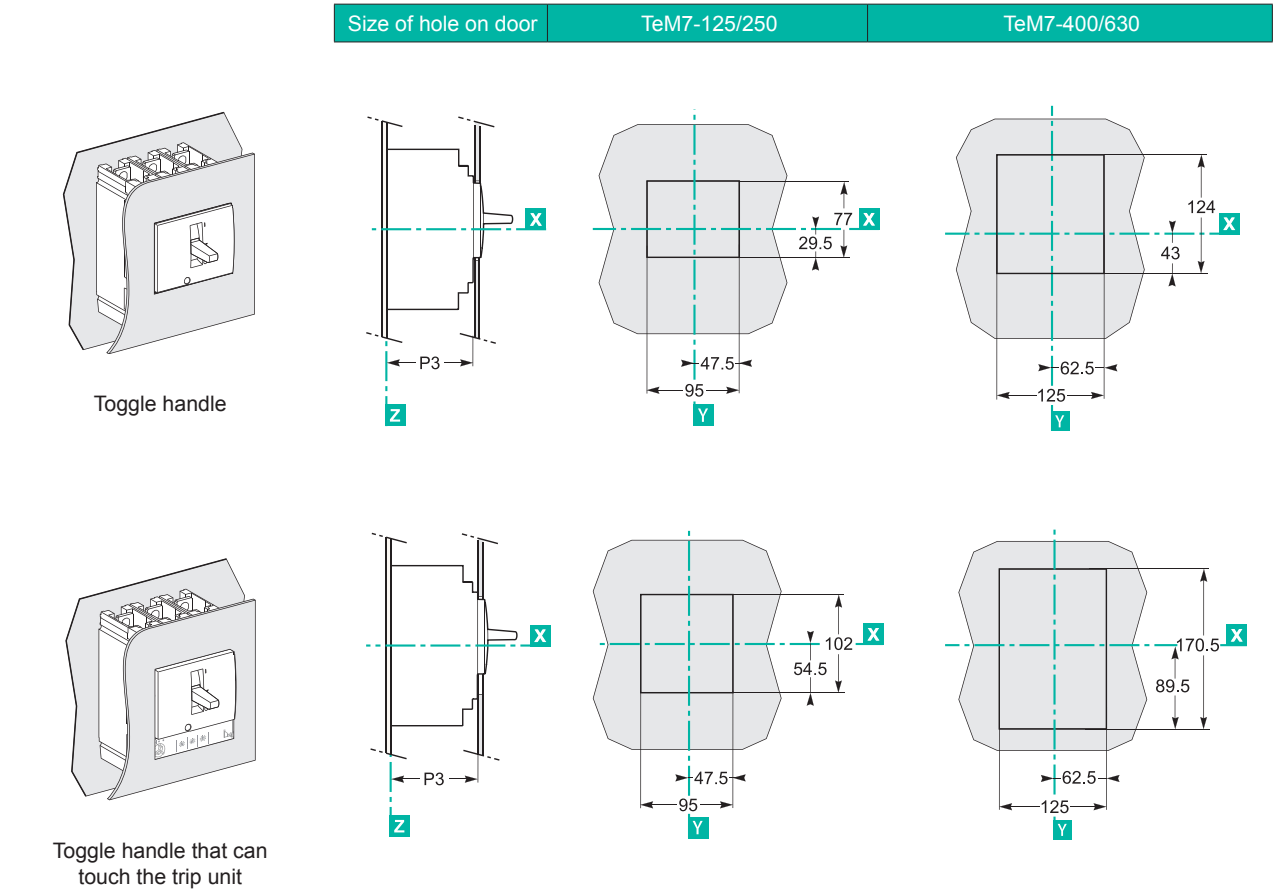 Size of hole on door TeM7-125/250 TeM7-400/630
X
77
29.5
X
124
43
X
P3
47.5
95
62.5
125
Toggle handle
Z
Y
Y
X
102
54.5
X
170.5
89.5
X
P3
47.5
95
62.5
125
Z
Y
Y
Toggle handle that can
touch the trip unit